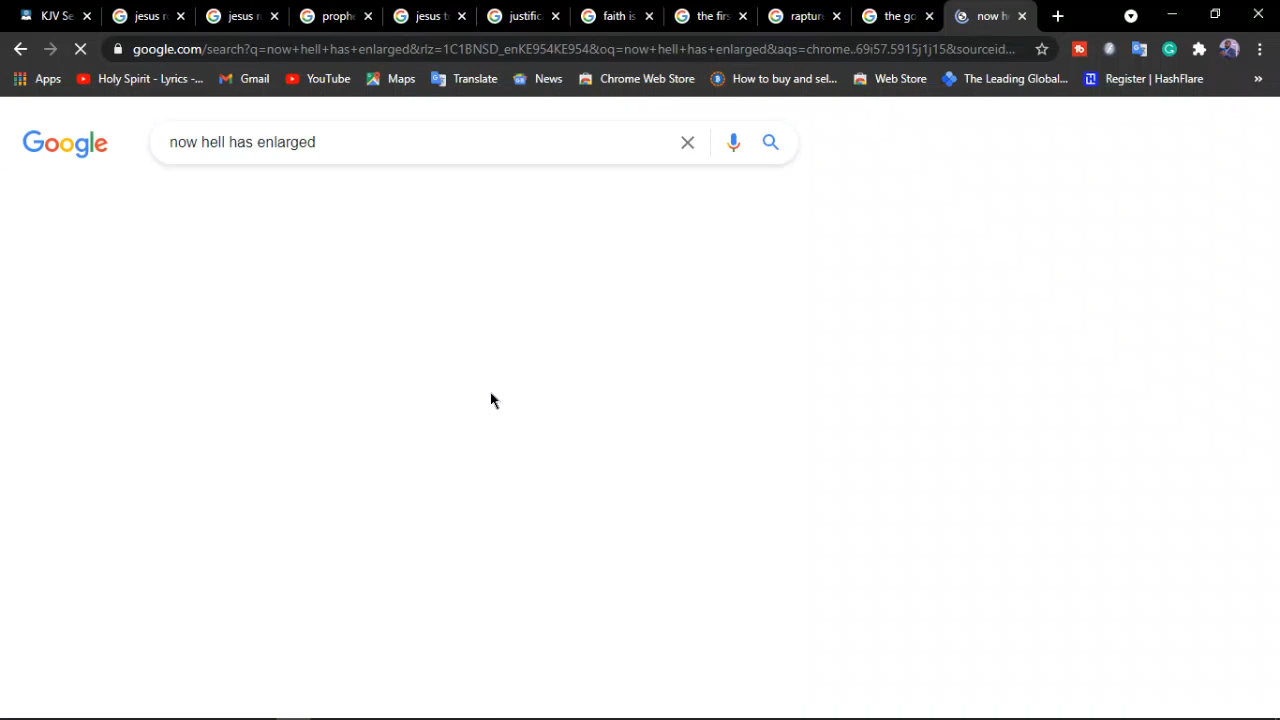 KJV Se jesus r jesus n proph jesus t justific faith is the firs rapture the go now h
google.com/search?q=now+hell+has+enlarged&rlz=1C1BNSD_enKE954KE954&oq=now+hell+has+enlarged&aqs=chrome..69i57.5915j1j15&sourceid...
Apps Holy Spirit - Lyrics -... Gmail YouTube Maps Translate News Chrome Web Store How to buy and sel... Web Store The Leading Global... Register | HashFlare »
Google now hell has enlarged